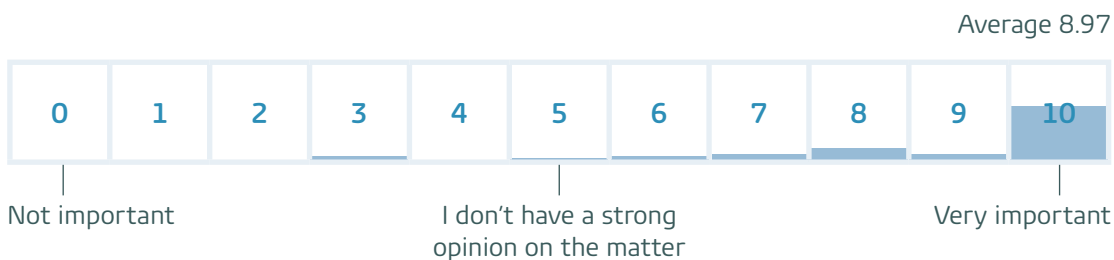 Average 8.97
0 1 2 3 4 5 6 7 8 9 10
Not important
I don't have a strong
opinion on the matter
Very important